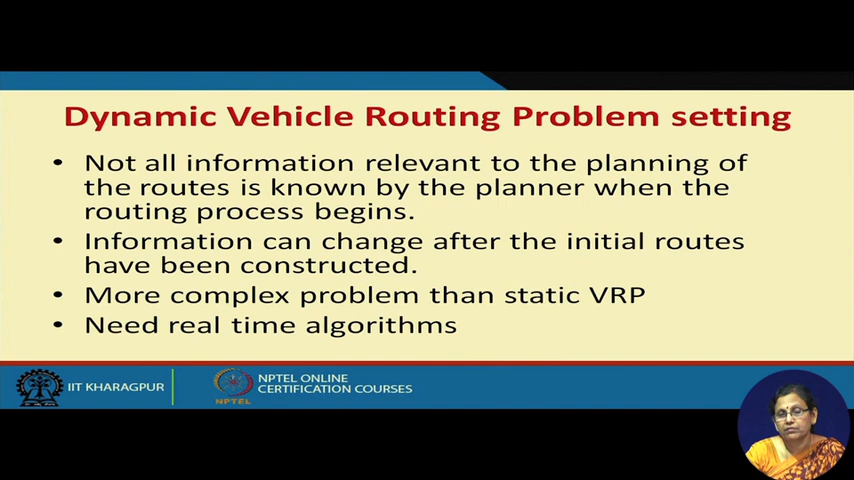 Dynamic Vehicle Routing Problem setting
• Not all information relevant to the planning of
the routes is known by the planner when the
routing process begins.
• Information can change after the initial routes
have been constructed.
• More complex problem than static VRP
• Need real time algorithms
IIT KHARAGPUR
NPTEL ONLINE
CERTIFICATION COURSES
NPTEL